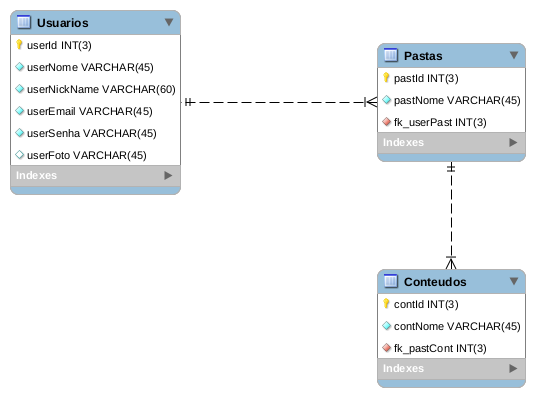 Usuarios
userId INT(3)
userNome VARCHAR(45)
userNickName VARCHAR(60)
userEmail VARCHAR(45)
userSenha VARCHAR(45)
userFoto VARCHAR(45)
Indexes
Pastas
pastId INT(3)
pastNome VARCHAR(45)
fk_userPast INT(3)
Indexes
Conteudos
contId INT(3)
contNome VARCHAR(45)
fk_pastCont INT(3)
Indexes